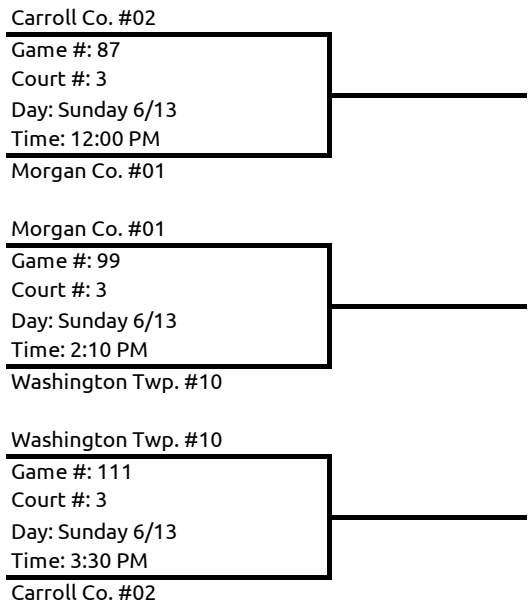 Carroll Co. #02
Game #: 87
Court #: 3
Day: Sunday 6/13
Time: 12:00 PM
Morgan Co. #01
Morgan Co. #01
Game #: 99
Court #: 3
Day: Sunday 6/13
Time: 2:10 PM
Washington Twp. #10
Washington Twp. #10
Game #: 111
Court #: 3
Day: Sunday 6/13
Time: 3:30 PM
Carroll Co. #02